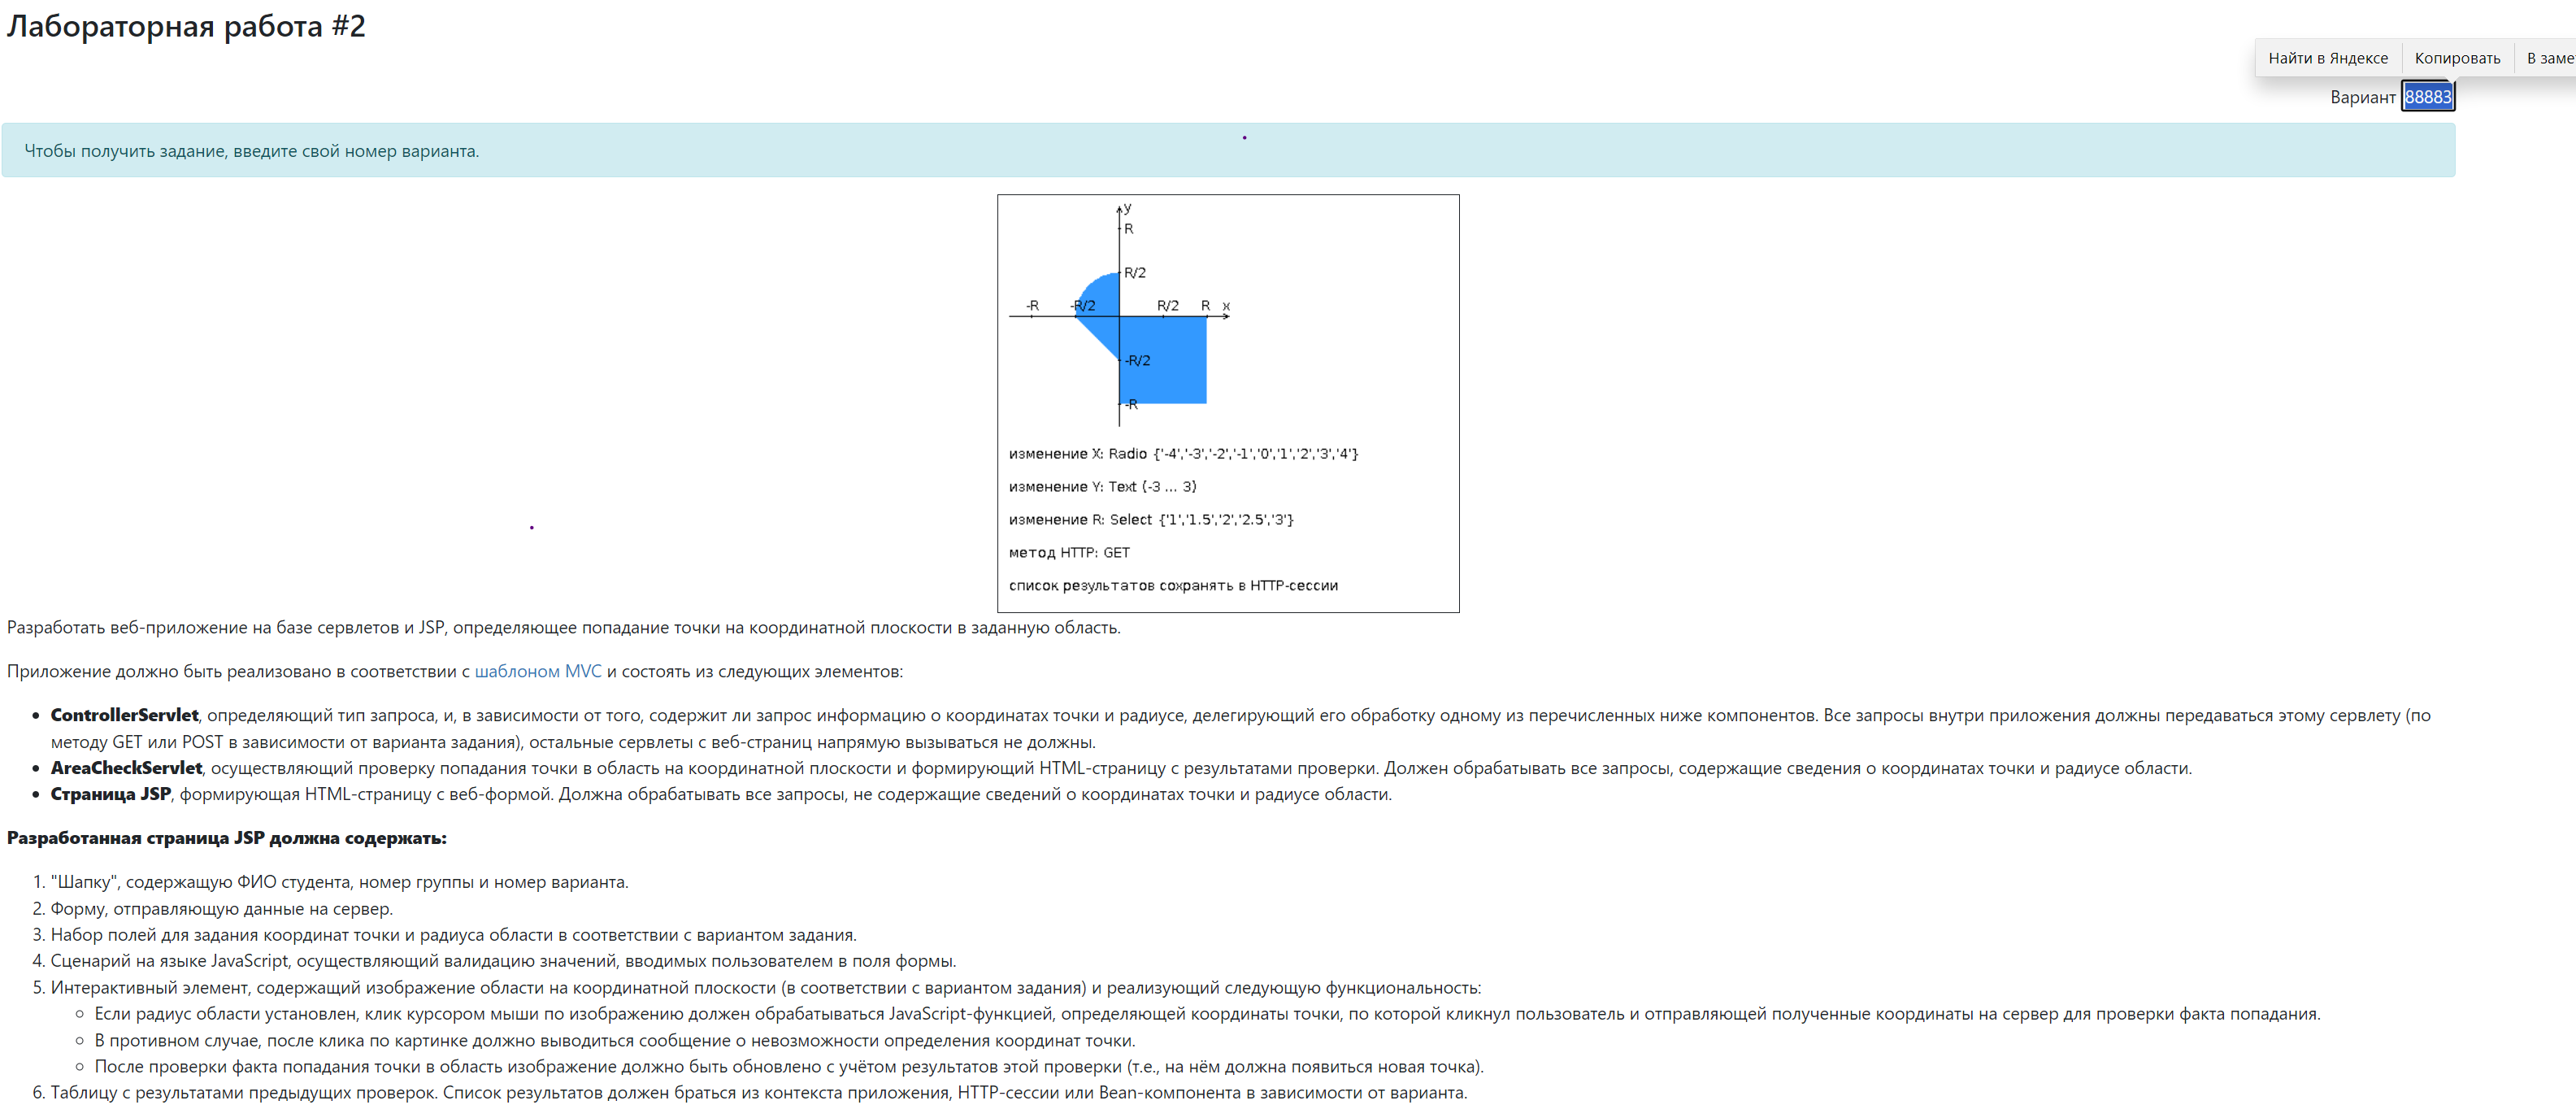 Лабораторная работа #2
Найти в Яндексе Копировать В заме
Вариант 88883
Чтобы получить задание, введите свой номер варианта.
y
R
R/2
-R -R/2 R/2 R x
-R/2
-R
изменение X: Radio {'-4','-3','-2','-1','0','1','2','3','4'}
изменение Y: Text (-3 ... 3)
изменение R: Select {'1','1.5','2','2.5','3'}
метод HTTP: GET
список результатов сохранять в HTTP-сессии
Разработать веб-приложение на базе сервлетов и JSP, определяющее попадание точки на координатной плоскости в заданную область.
Приложение должно быть реализовано в соответствии с шаблоном MVC и состоять из следующих элементов:
• ControllerServlet, определяющий тип запроса, и, в зависимости от того, содержит ли запрос информацию о координатах точки и радиусе, делегирующий его обработку одному из перечисленных ниже компонентов. Все запросы внутри приложения должны передаваться этому сервлету (по
методу GET или POST в зависимости от варианта задания), остальные сервлеты с веб-страниц напрямую вызываться не должны.
• AreaCheckServlet, осуществляющий проверку попадания точки в область на координатной плоскости и формирующий HTML-страницу с результатами проверки. Должен обрабатывать все запросы, содержащие сведения о координатах точки и радиусе области.
• Страница JSP, формирующая HTML-страницу с веб-формой. Должна обрабатывать все запросы, не содержащие сведений о координатах точки и радиусе области.
Разработанная страница JSP должна содержать:
1. "Шапку", содержащую ФИО студента, номер группы и номер варианта.
2. Форму, отправляющую данные на сервер.
3. Набор полей для задания координат точки и радиуса области в соответствии с вариантом задания.
4. Сценарий на языке JavaScript, осуществляющий валидацию значений, вводимых пользователем в поля формы.
5. Интерактивный элемент, содержащий изображение области на координатной плоскости (в соответствии с вариантом задания) и реализующий следующую функциональность:
◦ Если радиус области установлен, клик курсором мыши по изображению должен обрабатываться JavaScript-функцией, определяющей координаты точки, по которой кликнул пользователь и отправляющей полученные координаты на сервер для проверки факта попадания.
◦ В противном случае, после клика по картинке должно выводиться сообщение о невозможности определения координат точки.
◦ После проверки факта попадания точки в область изображение должно быть обновлено с учётом результатов этой проверки (т.е., на нём должна появиться новая точка).
6. Таблицу с результатами предыдущих проверок. Список результатов должен браться из контекста приложения, HTTP-сессии или Bean-компонента в зависимости от варианта.